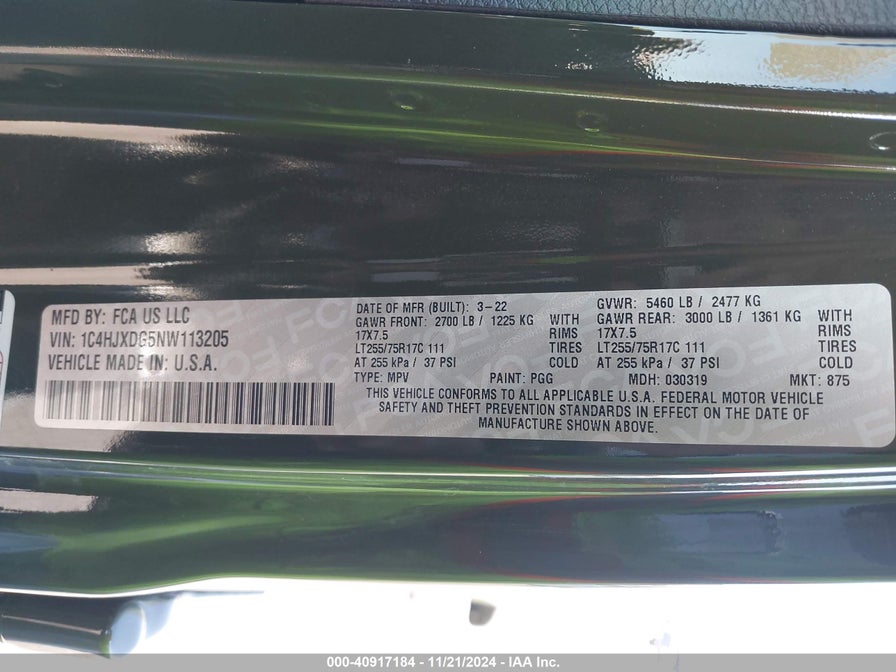 MFD BY: FCA US LLC
VIN: 1C4HJXDG5NW113205
VEHICLE MADE IN: U.S.A.
DATE OF MFR (BUILT): 3-22
GVWR: 5460 LB / 2477 KG
GAWR FRONT: 2700 LB/ 1225 KG WITH
GAWR REAR: 3000 LB/ 1361 KG WITH
17X7.5 RIMS
17X7.5 RIMS
LT255/75R17C 111 TIRES
LT255/75R17C 111 TIRES
AT 255 kPa / 37 PSI COLD
AT 255 kPa / 37 PSI COLD
TYPE: MPV PAINT: PGG MDH: 030319 MKT: 875
THIS VEHICLE CONFORMS TO ALL APPLICABLE U.S.A. FEDERAL MOTOR VEHICLE
SAFETY AND THEFT PREVENTION STANDARDS IN EFFECT ON THE DATE OF
MANUFACTURE SHOWN ABOVE.
000-40917184 - 11/21/2024 - IAA Inc.